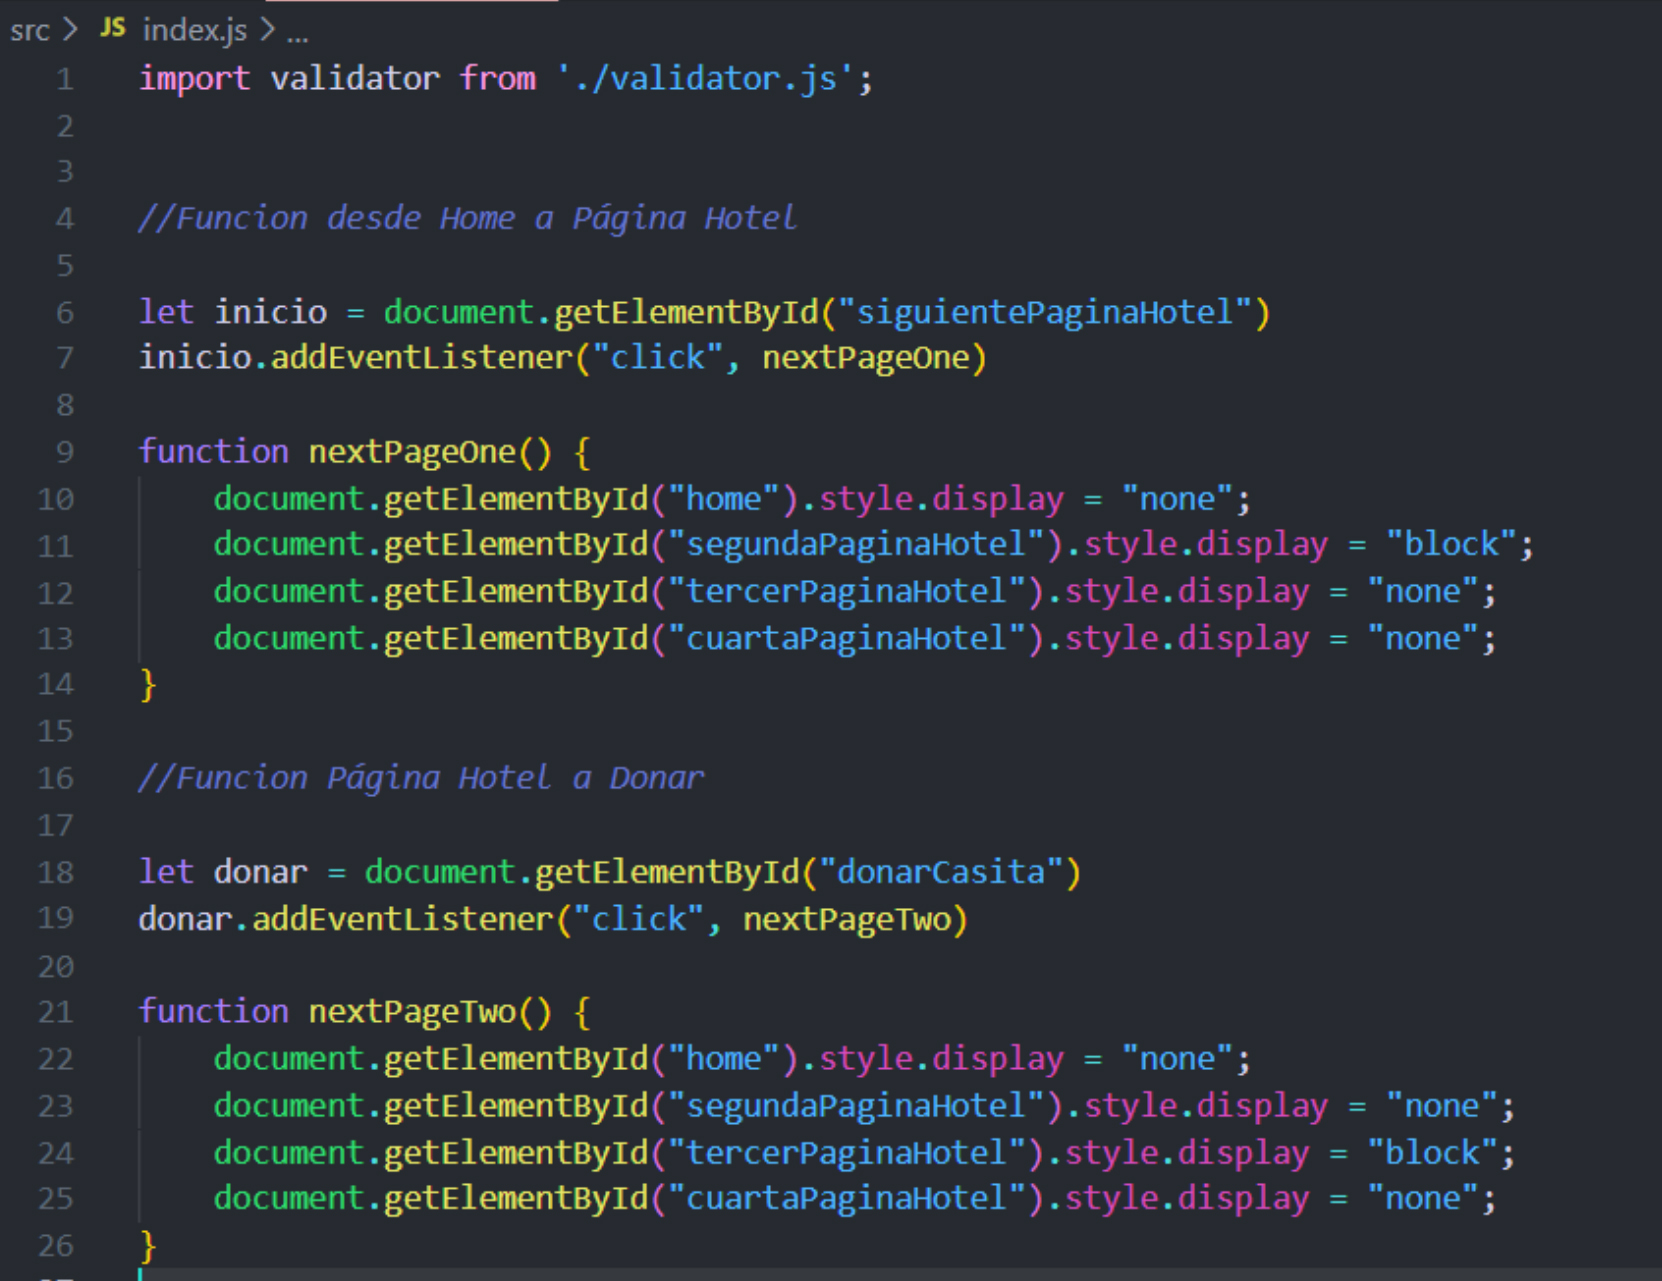 src > JS index.js > ...
1 import validator from './validator.js';
2
3
4 //Funcion desde Home a Página Hotel
5
6 let inicio = document.getElementById("siguientePaginaHotel")
7 inicio.addEventListener("click", nextPageOne)
8
9 function nextPageOne() {
10 document.getElementById("home").style.display = "none";
11 document.getElementById("segundaPaginaHotel").style.display = "block";
12 document.getElementById("tercerPaginaHotel").style.display = "none";
13 document.getElementById("cuartaPaginaHotel").style.display = "none";
14 }
15
16 //Funcion Página Hotel a Donar
17
18 let donar = document.getElementById("donarCasita")
19 donar.addEventListener("click", nextPageTwo)
20
21 function nextPageTwo() {
22 document.getElementById("home").style.display = "none";
23 document.getElementById("segundaPaginaHotel").style.display = "none";
24 document.getElementById("tercerPaginaHotel").style.display = "block";
25 document.getElementById("cuartaPaginaHotel").style.display = "none";
26 }